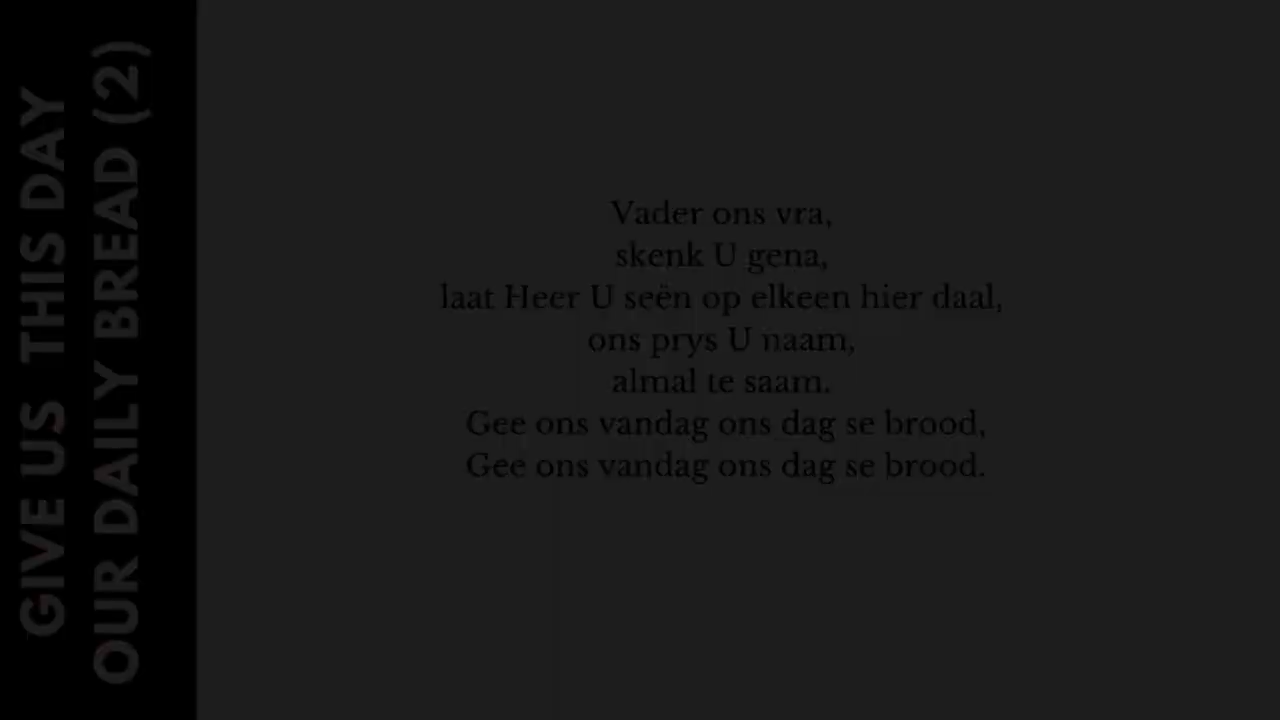 GIVE US THIS DAY
OUR DAILY BREAD (2)
Vader ons vra,
skenk U gena,
laat Heer U seën op elkeen hier daal,
ons prys U naam,
almal te saam.
Gee ons vandag ons dag se brood,
Gee ons vandag ons dag se brood.